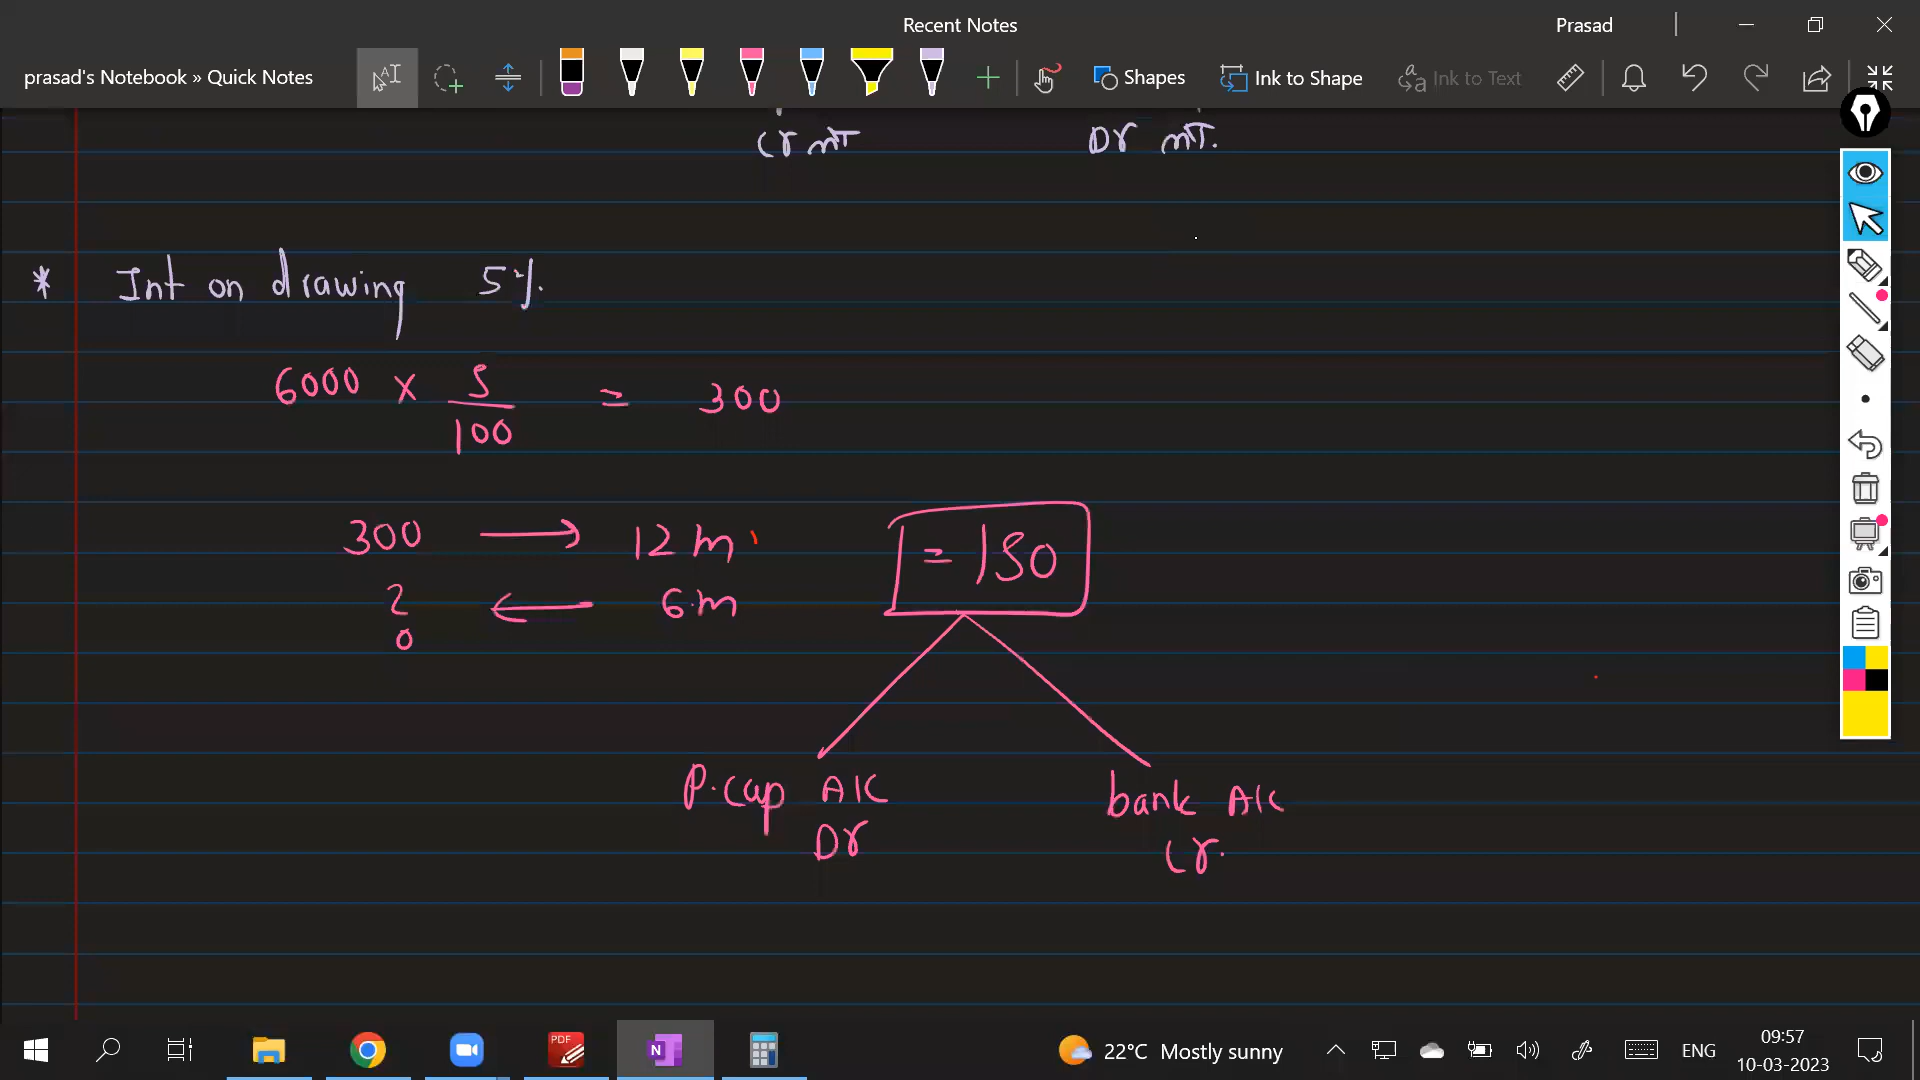 Recent Notes
Prasad
prasad's Notebook » Quick Notes
Shapes
Ink to Shape
Ink to Text
Cr mT
Dr mT.
* Int on drawing 5%.
6000 x 5/100 = 300
300 → 12 m
= 150
? ← 6.m
P.cap A/c
Dr
bank A/c
Cr.
PDF
N
22°C Mostly sunny
ENG
09:57
10-03-2023